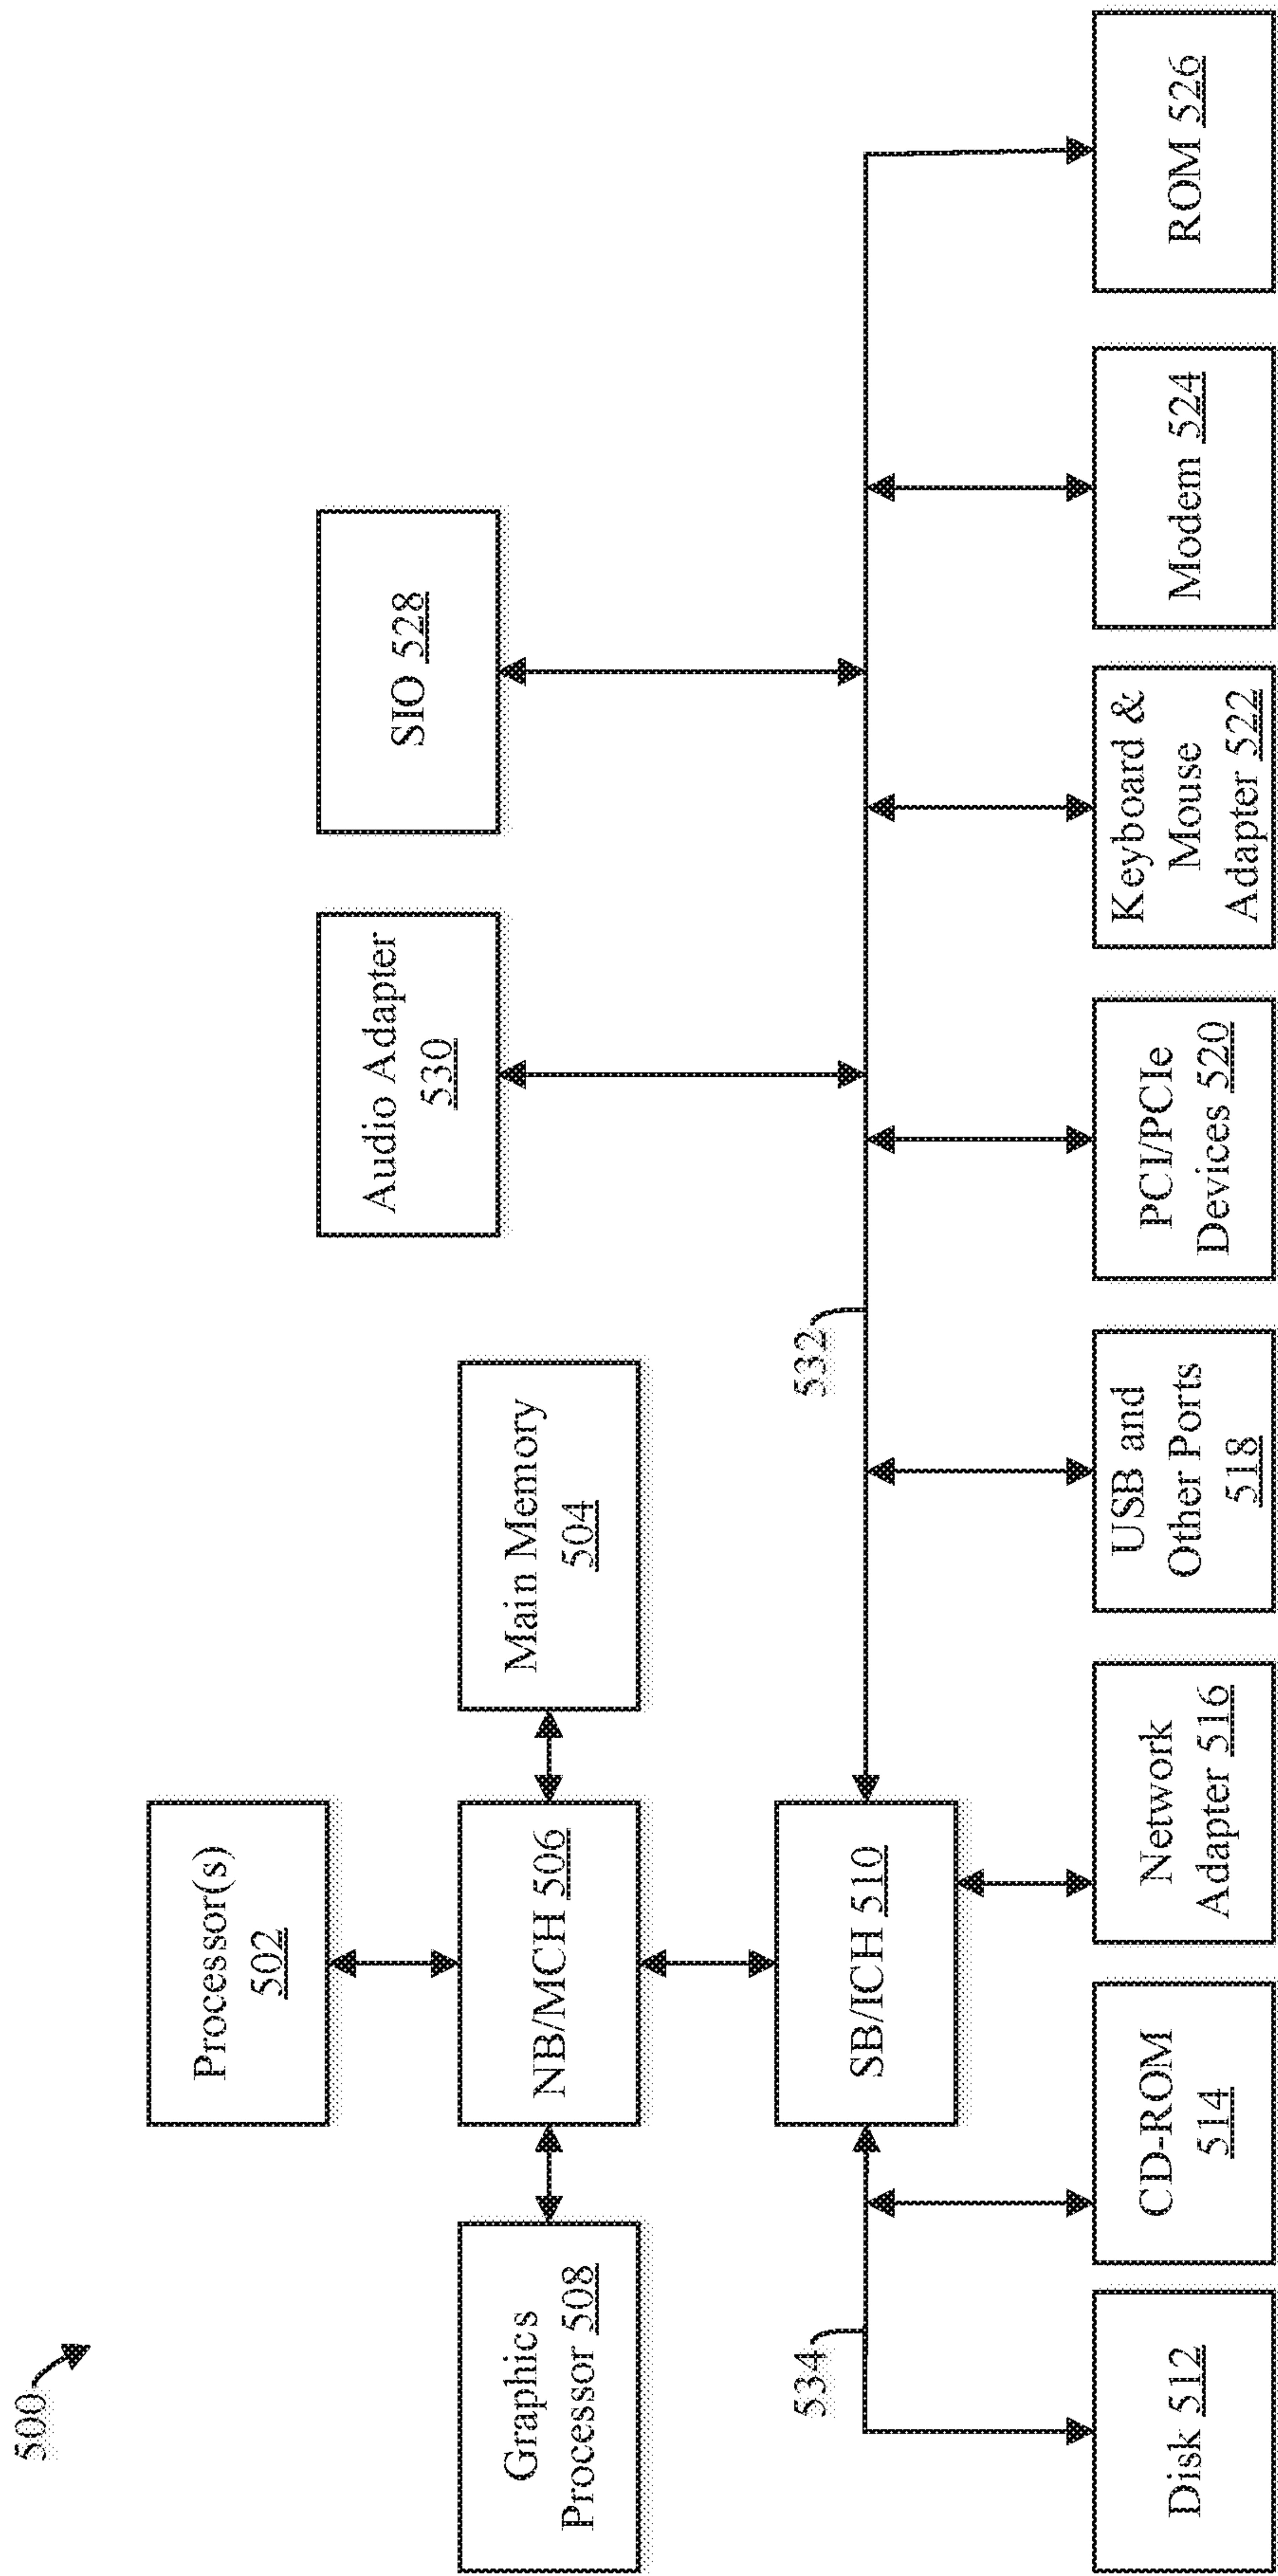 500
Processor(s)
502
Graphics
Processor 508
NB/MCH 506
Main Memory
504
Audio Adapter
530
SIO 528
534
SB/ICH 510
532
Disk 512
CD-ROM
514
Network
Adapter 516
USB and
Other Ports
518
PCI/PCIe
Devices 520
Keyboard &
Mouse
Adapter 522
Modem 524
ROM 526